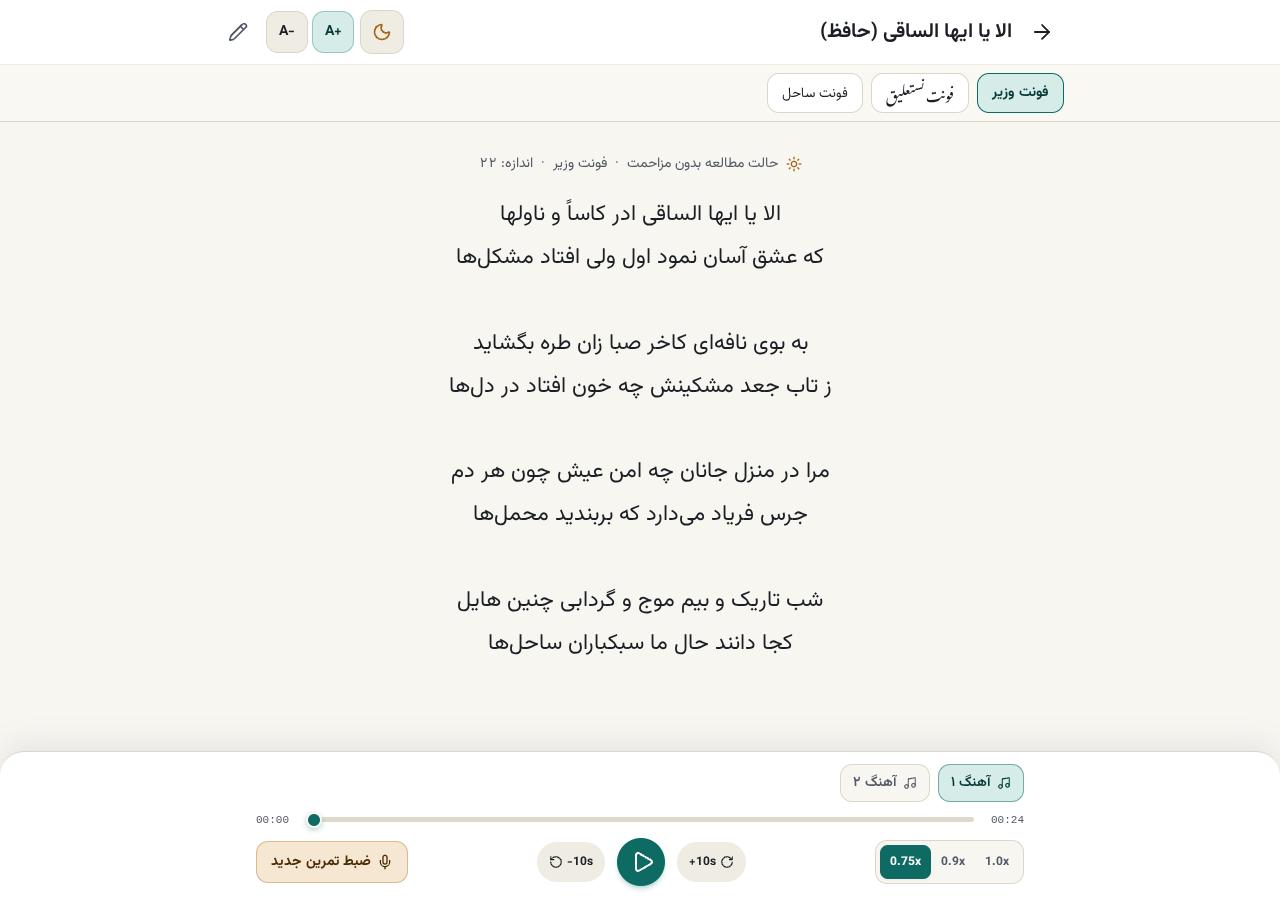 الا یا ایها الساقی (حافظ)
A+
A-
فونت وزیر
فونت نستعلیق
فونت ساحل
حالت مطالعه بدون مزاحمت · فونت وزیر · اندازه: ۲۲
الا یا ایها الساقی ادر کاساً و ناولها
که عشق آسان نمود اول ولی افتاد مشکل‌ها
به بوی نافه‌ای کاخر صبا زان طره بگشاید
ز تاب جعد مشکینش چه خون افتاد در دل‌ها
مرا در منزل جانان چه امن عیش چون هر دم
جرس فریاد می‌دارد که بربندید محمل‌ها
شب تاریک و بیم موج و گردابی چنین هایل
کجا دانند حال ما سبکباران ساحل‌ها
آهنگ ۱
آهنگ ۲
00:24
00:00
1.0x
0.9x
0.75x
+10s
-10s
ضبط تمرین جدید